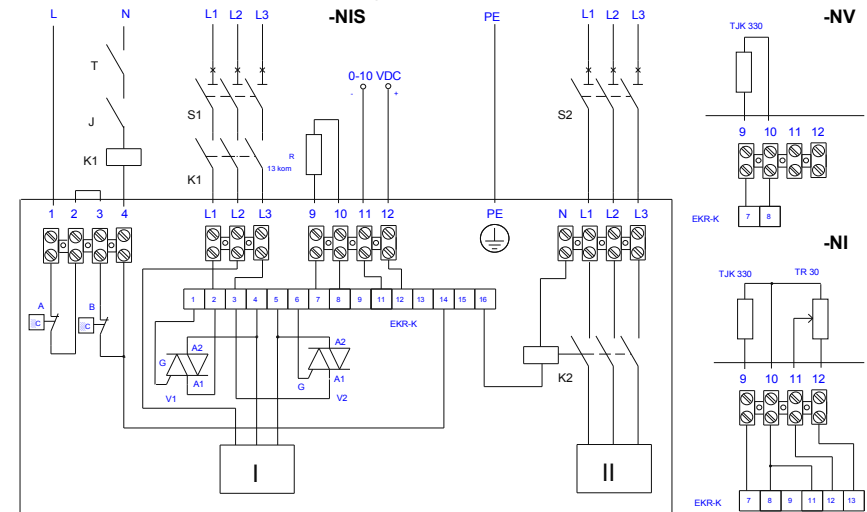 -NIS
-NV
L N L1 L2 L3 PE L1 L2 L3
TJK 330
T
0-10 VDC
- +
S1
S2
J
R
13 kom
K1
K1
9 10 11 12
EKR-K
7 8
1 2 3 4 L1 L2 L3 9 10 11 12 PE N L1 L2 L3
-NI
TJK 330 TR 30
A
C
B
C
1 2 3 4 5 6 7 8 9 11 12 13 14 15 16
EKR-K
A2
G
A1
V1
A2
G
A1
V2
K2
9 10 11 12
I
II
EKR-K
7 8 9 11 12 13